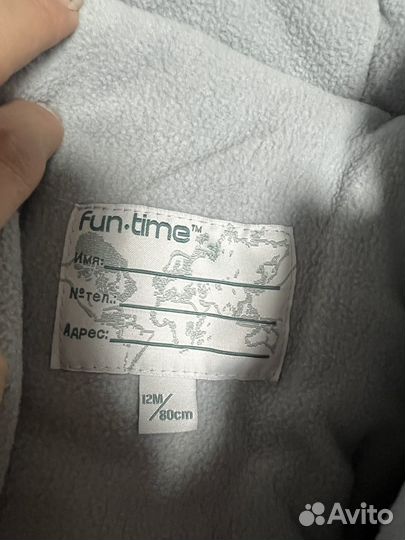 fun·time™
Имя:
№тел.:
Адрес:
12M/
80cm
Avito